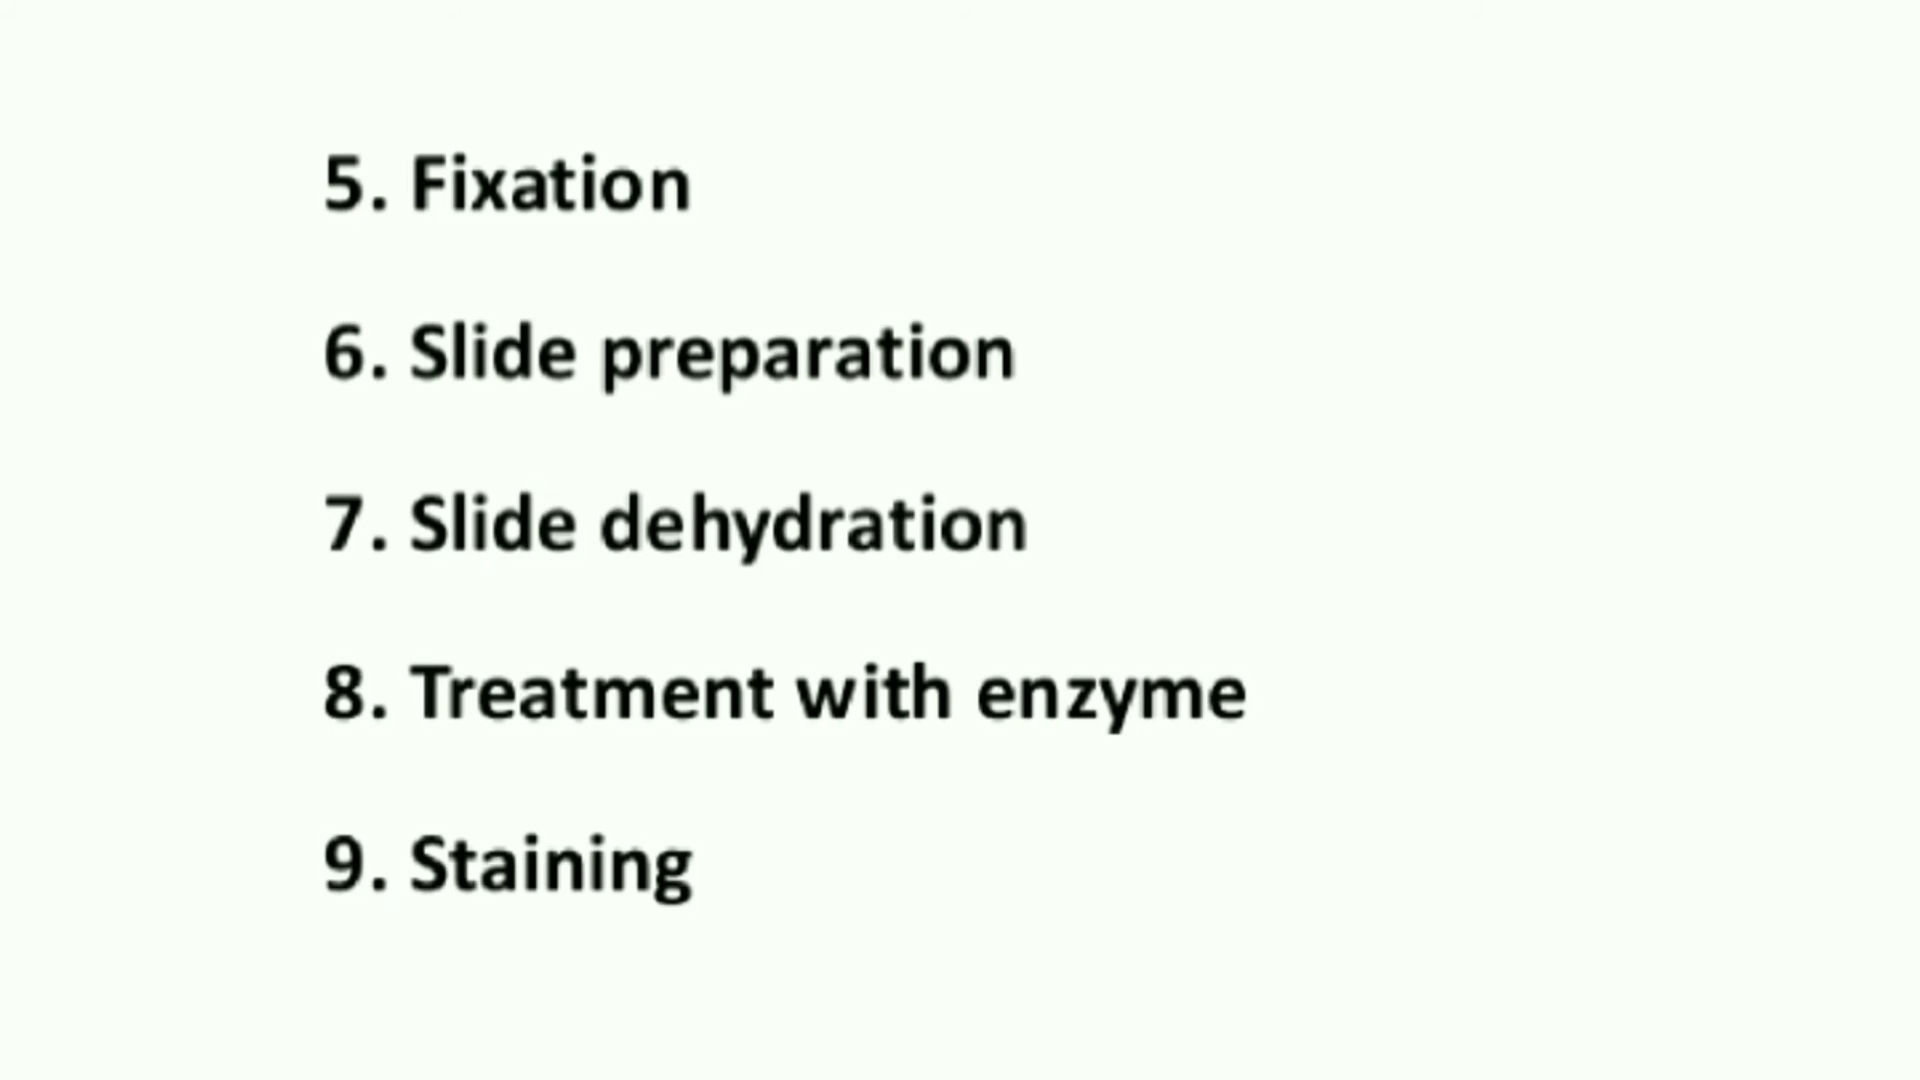 5. Fixation
6. Slide preparation
7. Slide dehydration
8. Treatment with enzyme
9. Staining